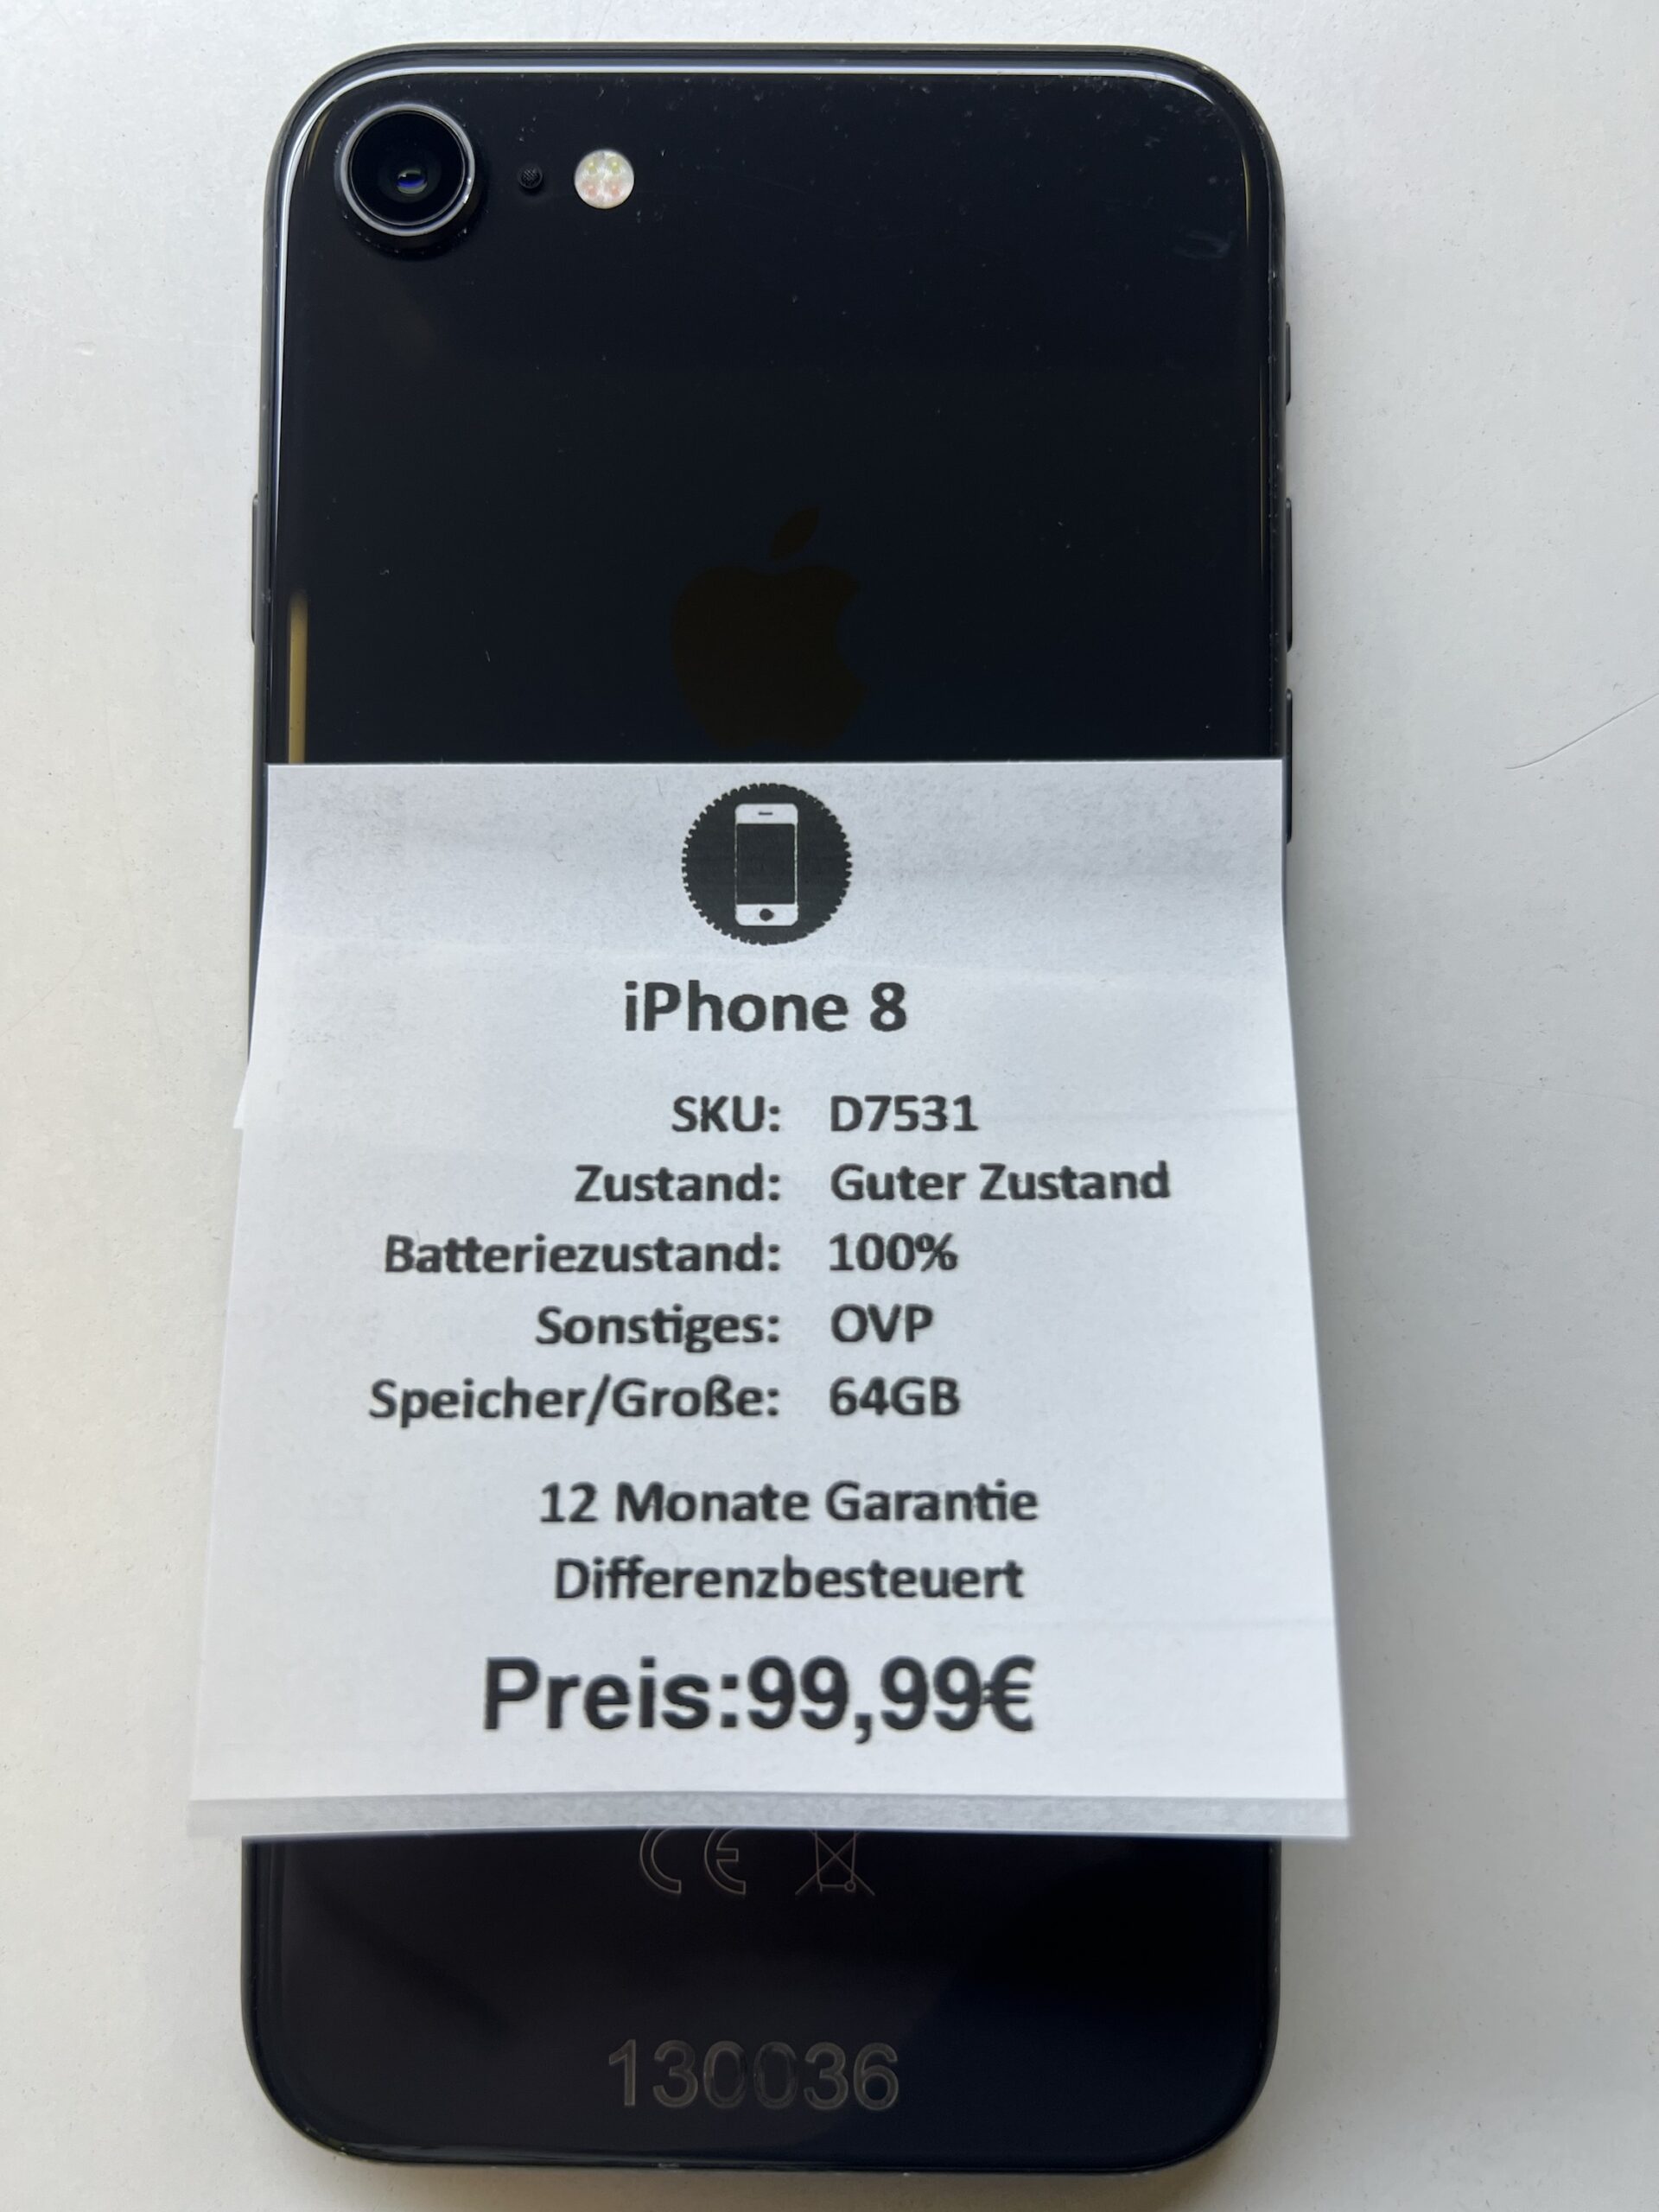 iPhone 8
SKU: D7531
Zustand: Guter Zustand
Batteriezustand: 100%
Sonstiges: OVP
Speicher/Große: 64GB
12 Monate Garantie
Differenzbesteuert
Preis:99,99€
CE
130036